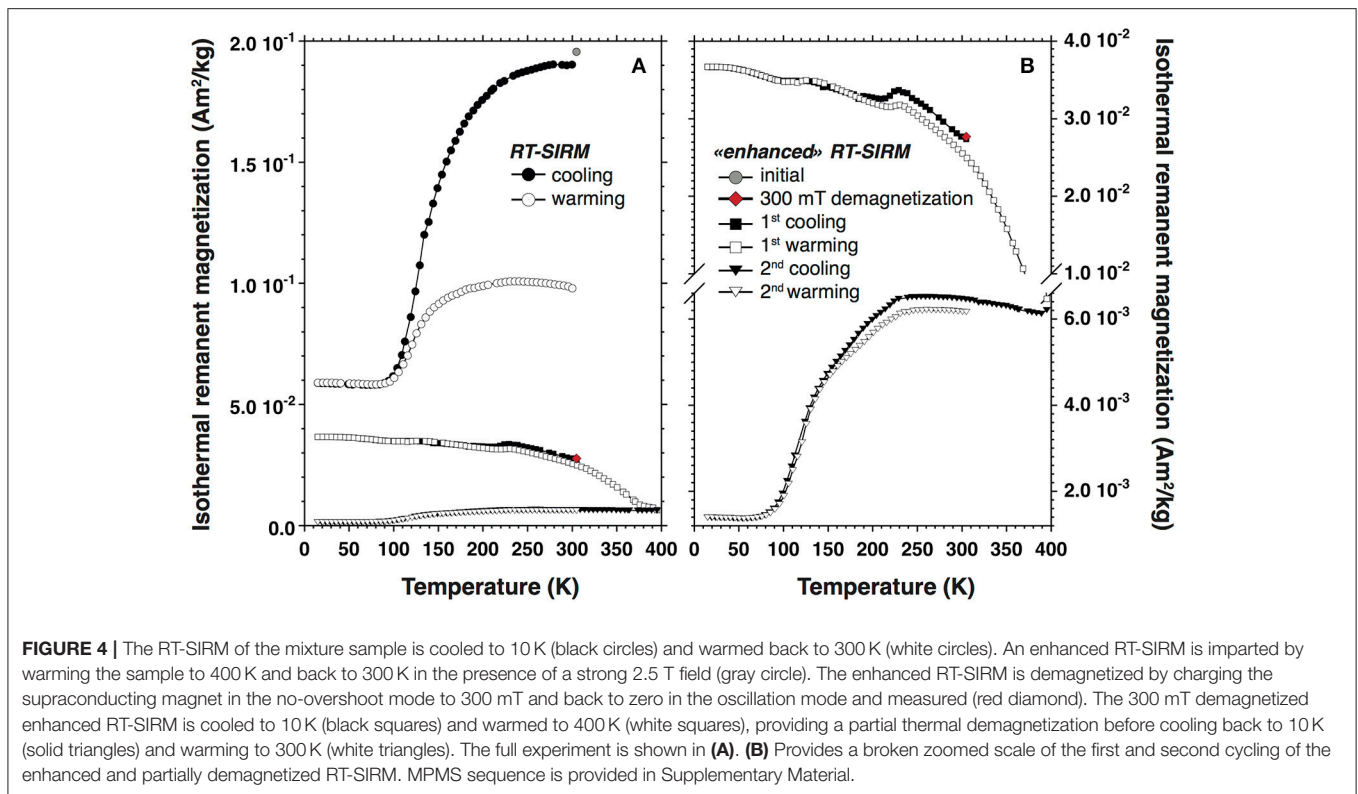 Isothermal remanent magnetization (Am²/kg)
2.0 10⁻¹
1.5 10⁻¹
1.0 10⁻¹
5.0 10⁻²
0.0
A
RT-SIRM
cooling
warming
0 50 100 150 200 250 300 350 400
Temperature (K)
B
«enhanced» RT-SIRM
initial
300 mT demagnetization
1st cooling
1st warming
2nd cooling
2nd warming
0 50 100 150 200 250 300 350 400
Temperature (K)
4.0 10⁻²
3.0 10⁻²
2.0 10⁻²
1.0 10⁻²
6.0 10⁻³
4.0 10⁻³
2.0 10⁻³
Isothermal remanent magnetization (Am²/kg)
FIGURE 4 | The RT-SIRM of the mixture sample is cooled to 10 K (black circles) and warmed back to 300 K (white circles). An enhanced RT-SIRM is imparted by
warming the sample to 400 K and back to 300 K in the presence of a strong 2.5 T field (gray circle). The enhanced RT-SIRM is demagnetized by charging the
supraconducting magnet in the no-overshoot mode to 300 mT and back to zero in the oscillation mode and measured (red diamond). The 300 mT demagnetized
enhanced RT-SIRM is cooled to 10 K (black squares) and warmed to 400 K (white squares), providing a partial thermal demagnetization before cooling back to 10 K
(solid triangles) and warming to 300 K (white triangles). The full experiment is shown in (A). (B) Provides a broken zoomed scale of the first and second cycling of the
enhanced and partially demagnetized RT-SIRM. MPMS sequence is provided in Supplementary Material.